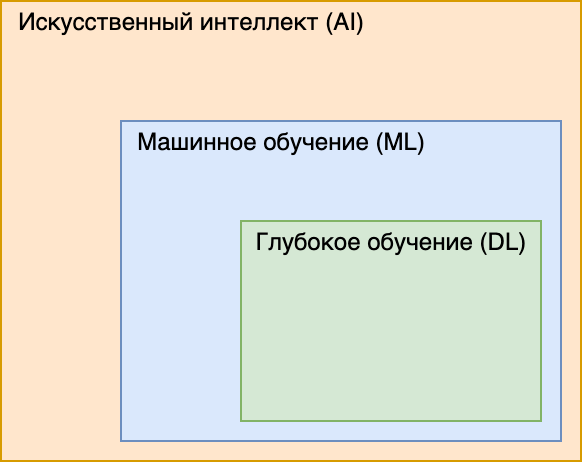 Искусственный интеллект (AI)
Машинное обучение (ML)
Глубокое обучение (DL)